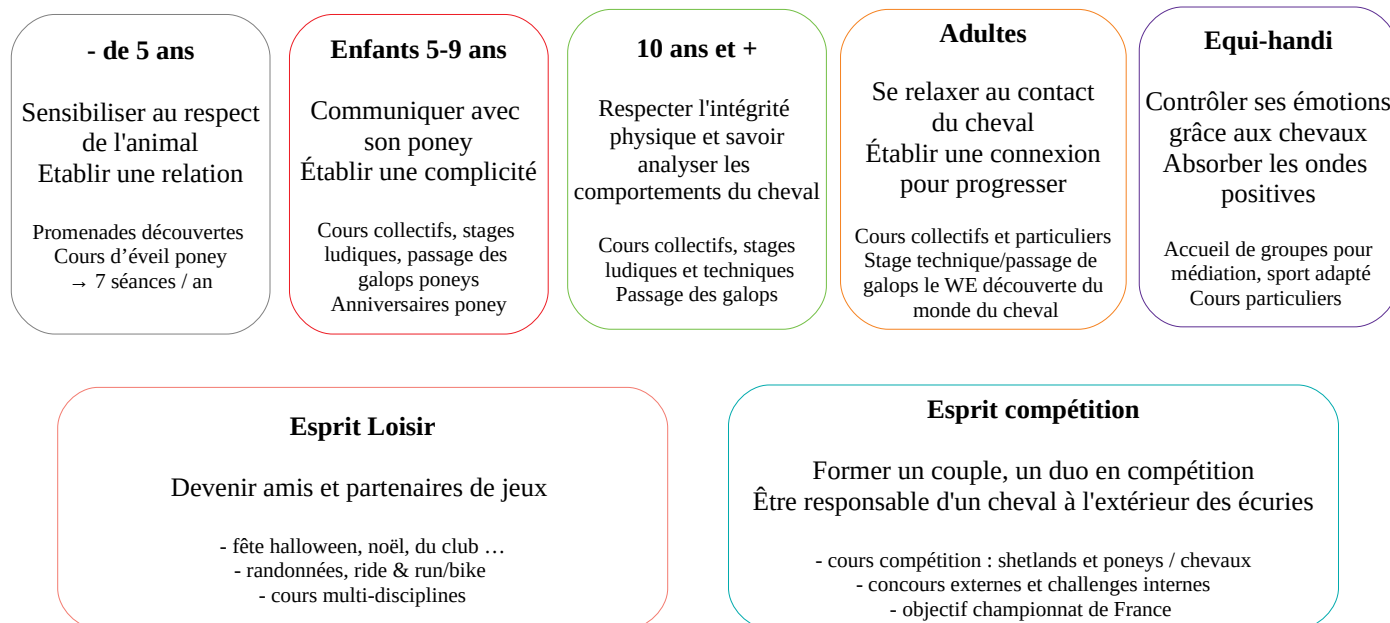 - de 5 ans
Sensibiliser au respect
de l'animal
Etablir une relation
Promenades découvertes
Cours d’éveil poney
→ 7 séances / an
Enfants 5-9 ans
Communiquer avec
son poney
Établir une complicité
Cours collectifs, stages
ludiques, passage des
galops poneys
Anniversaires poney
10 ans et +
Respecter l'intégrité
physique et savoir
analyser les
comportements du cheval
Cours collectifs, stages
ludiques et techniques
Passage des galops
Adultes
Se relaxer au contact
du cheval
Établir une connexion
pour progresser
Cours collectifs et particuliers
Stage technique/passage de
galops le WE découverte du
monde du cheval
Equi-handi
Contrôler ses émotions
grâce aux chevaux
Absorber les ondes
positives
Accueil de groupes pour
médiation, sport adapté
Cours particuliers
Esprit Loisir
Devenir amis et partenaires de jeux
- fête halloween, noël, du club …
- randonnées, ride & run/bike
- cours multi-disciplines
Esprit compétition
Former un couple, un duo en compétition
Être responsable d'un cheval à l'extérieur des écuries
- cours compétition : shetlands et poneys / chevaux
- concours externes et challenges internes
- objectif championnat de France